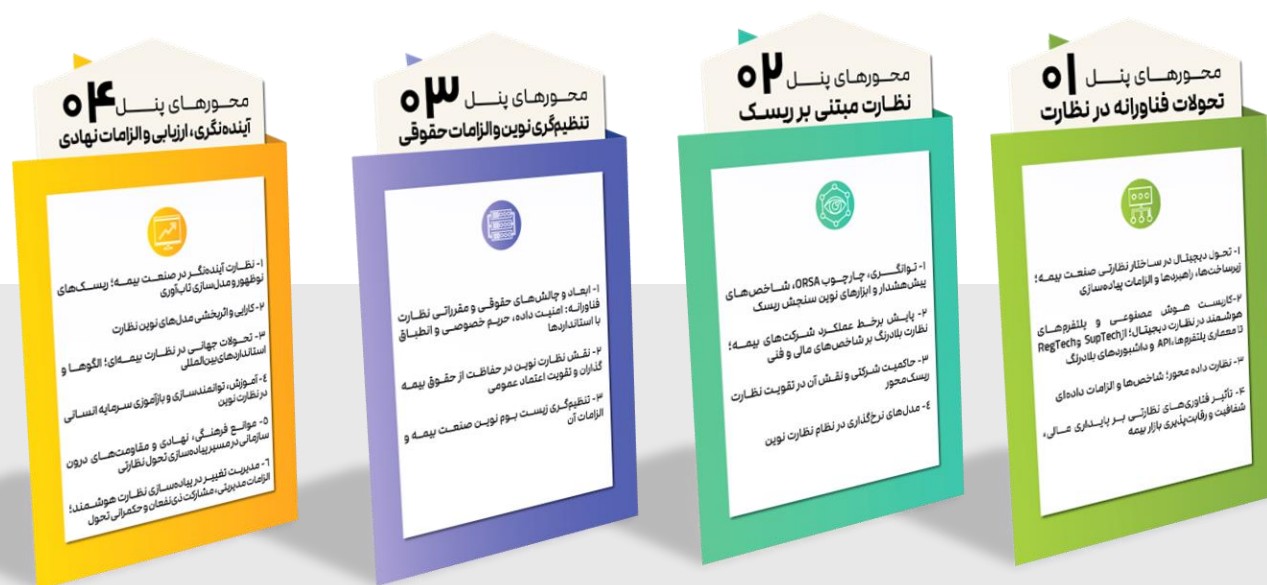 محورهای پنل ۰۱
تحولات فناورانه در نظارت
۱- تحول دیجیتال در ساختار نظارتی صنعت بیمه؛
زیرساخت‌ها، راهبردها و الزامات پیاده‌سازی
۲- کاربست هوش مصنوعی و پلتفرم‌های
هوشمند در نظارت دیجیتال؛ از SupTech و RegTech
تا معماری پلتفرم‌ها، API و داشبوردهای بلادرنگ
۳- نظارت داده محور؛ شاخص‌ها و الزامات داده‌ای
۴- تأثیر فناوری‌های نظارتی بر پایداری مالی،
شفافیت و رقابت‌پذیری بازار بیمه
محورهای پنل ۰۲
نظارت مبتنی بر ریسک
۱- توانگری، چارچوب ORSA، شاخص‌های
پیش‌هشدار و ابزارهای نوین سنجش ریسک
۲- پایش برخط عملکرد شرکت‌های بیمه؛
نظارت بلادرنگ بر شاخص‌های مالی و فنی
۳- حاکمیت شرکتی و نقش آن در تقویت نظارت
ریسک‌محور
٤- مدل‌های نرخ‌گذاری در نظام نظارت نوین
محورهای پنل ۰۳
تنظیم‌گری نوین و الزامات حقوقی
۱- ابعاد و چالش‌های حقوقی و مقرراتی نظارت
فناورانه: امنیت داده، حریم خصوصی و انطباق
با استانداردها
۲- نقش نظارت نوین در حفاظت از حقوق بیمه
گذاران و تقویت اعتماد عمومی
۳- تنظیم‌گری زیست بوم نوین صنعت بیمه و
الزامات آن
محورهای پنل ۰۴
آینده‌نگری، ارزیابی و الزامات نهادی
۱- نظارت آینده‌نگر در صنعت بیمه؛ ریسک‌های
نوظهور و مدل‌سازی تاب‌آوری
۲- کارایی و اثربخشی مدل‌های نوین نظارت
۳- تحولات جهانی در نظارت بیمه‌ای؛ الگوها و
استانداردهای بین‌المللی
٤- آموزش، توانمندسازی و بازآموزی سرمایه انسانی
در نظارت نوین
٥- موانع فرهنگی، نهادی و مقاومت‌های درون
سازمانی در مسیر پیاده‌سازی تحول نظارتی
٦- مدیریت تغییر در پیاده‌سازی نظارت هوشمند؛
الزامات مدیریتی، مشارکت ذی‌نفعان و حکمرانی تحول